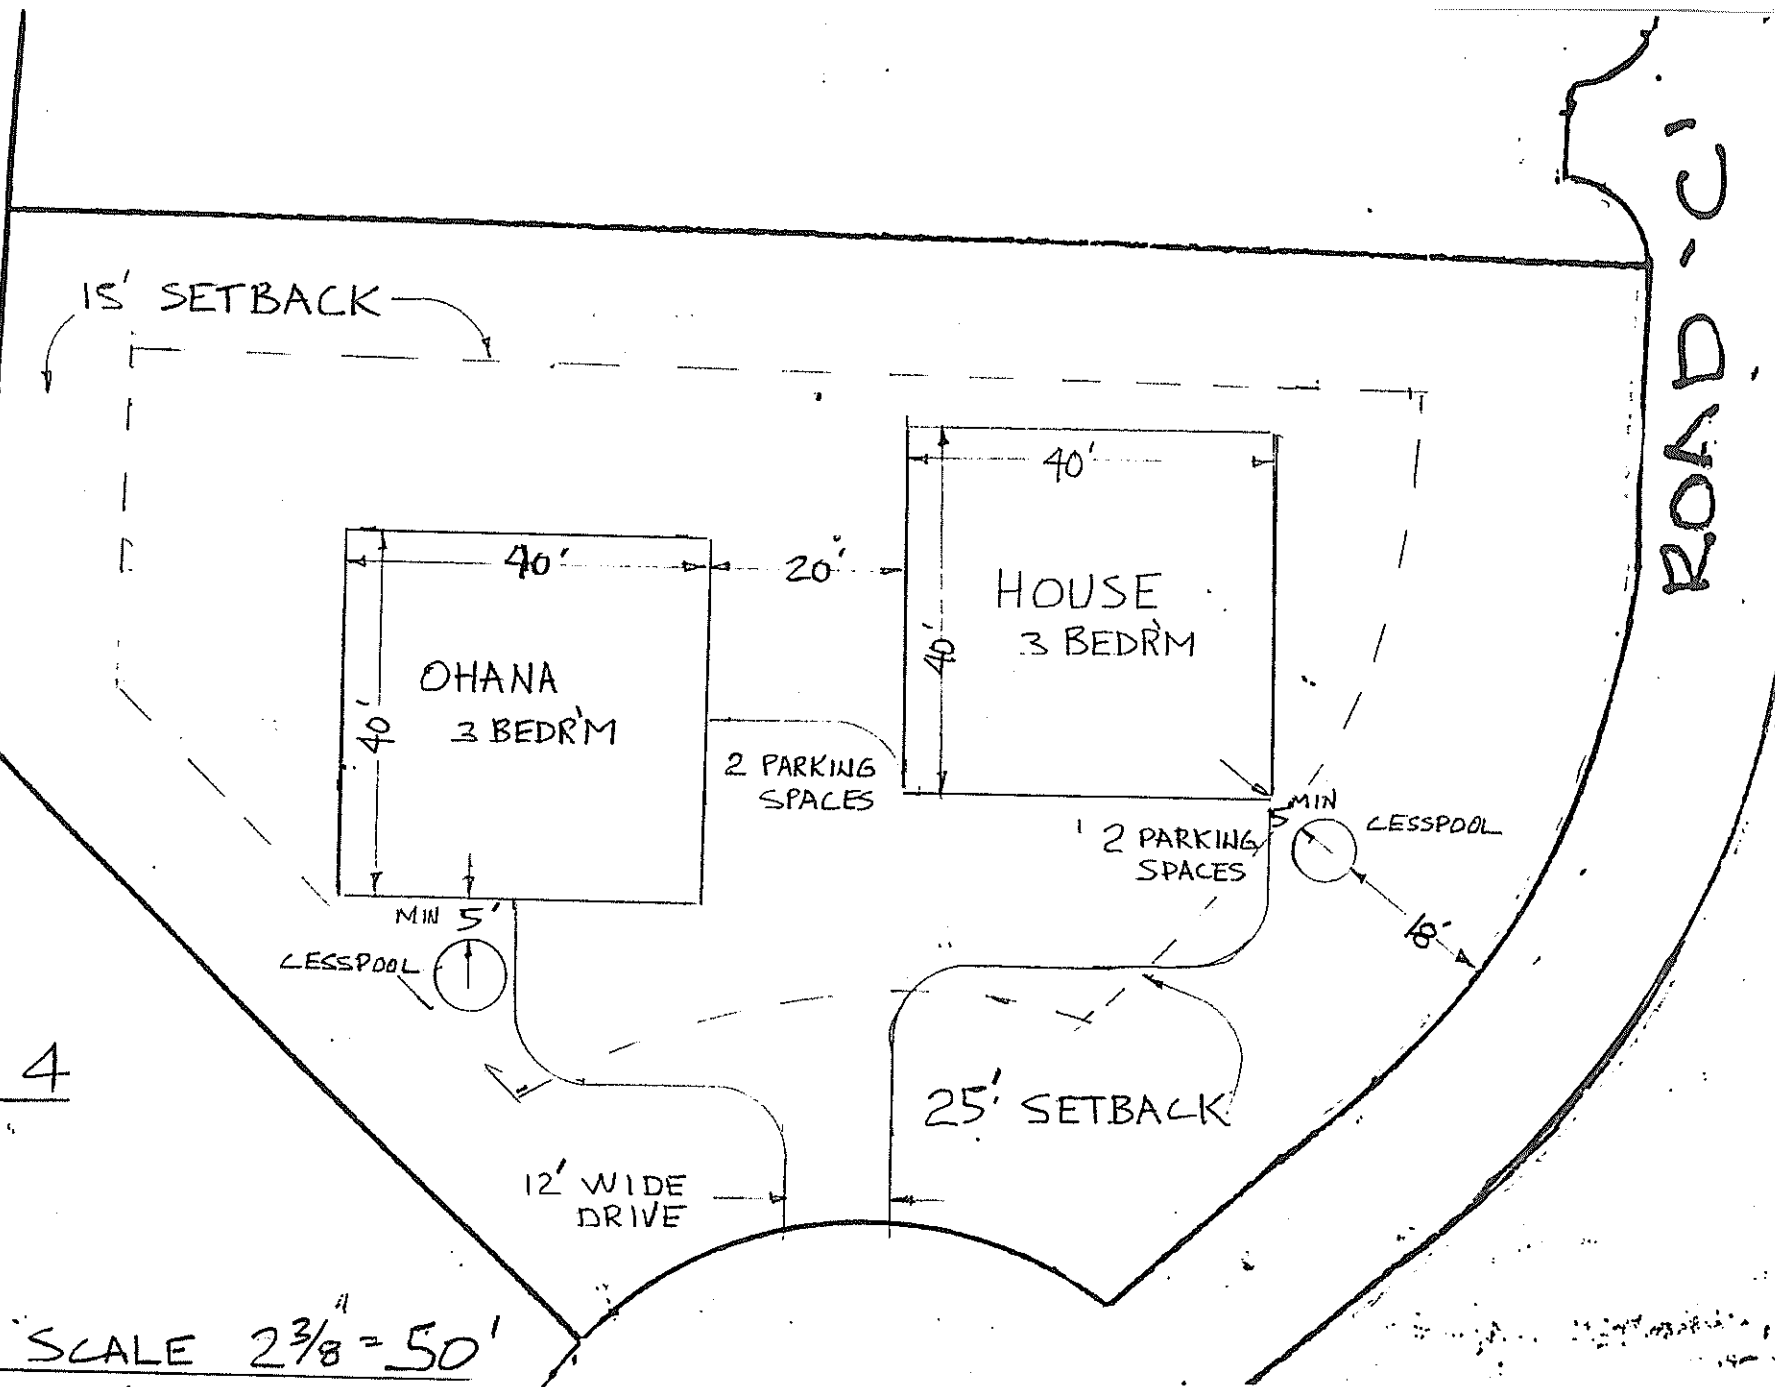 ROAD-'C'
15' SETBACK
40'
40'
20'
HOUSE
3 BEDR'M
40'
OHANA
3 BEDR'M
40'
2 PARKING
SPACES
5' MIN
CESSPOOL
2 PARKING
SPACES
MIN 5'
CESSPOOL
4
25' SETBACK
12' WIDE
DRIVE
SCALE 2 3/8" = 50'